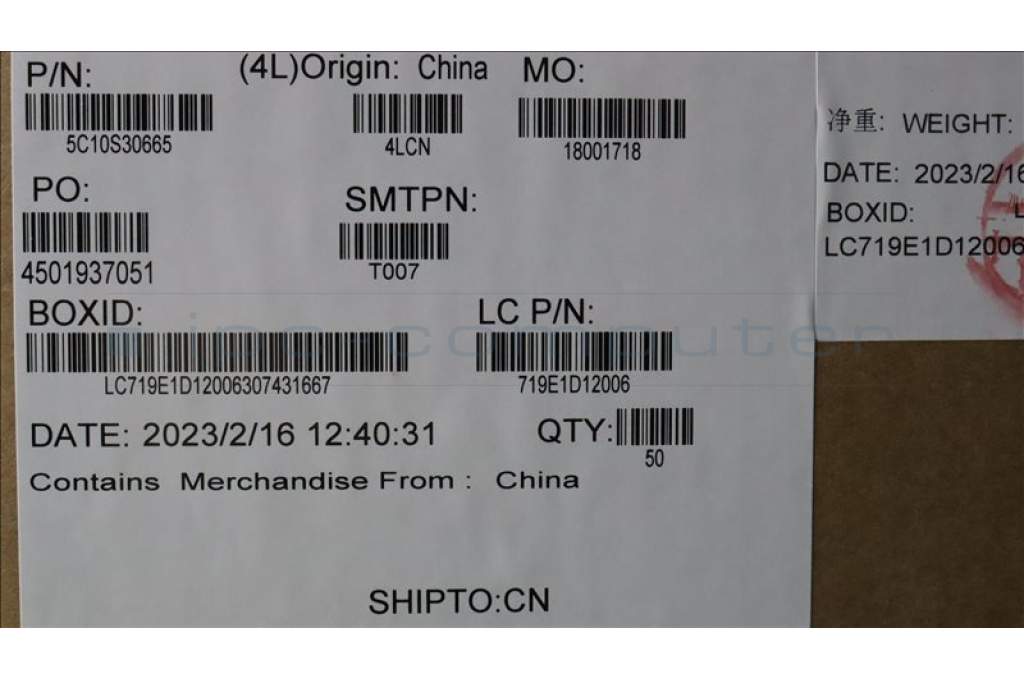 P/N: (4L)Origin: China MO:
5C10S30665 4LCN 18001718
PO: SMTPN:
4501937051 T007
BOXID: LC P/N:
LC719E1D12006307431667 719E1D12006
DATE: 2023/2/16 12:40:31 QTY:
50
Contains Merchandise From : China
SHIPTO:CN
净重: WEIGHT:
DATE: 2023/2/16
BOXID:
LC719E1D12006
ipc-computer